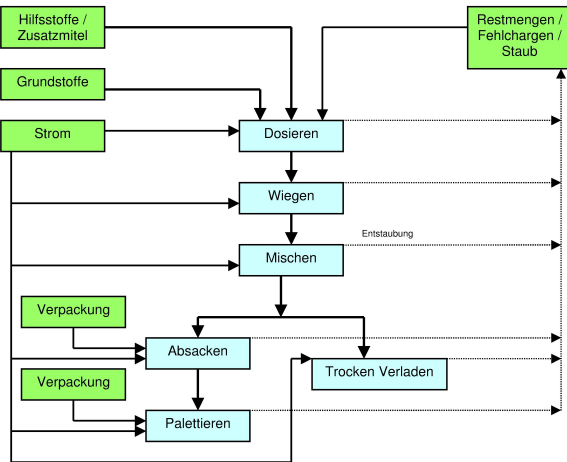 Hilfsstoffe /
Zusatzmitel
Restmengen /
Fehlchargen /
Staub
Grundstoffe
Strom
Dosieren
Wiegen
Entstaubung
Mischen
Verpackung
Absacken
Trocken Verladen
Verpackung
Palettieren